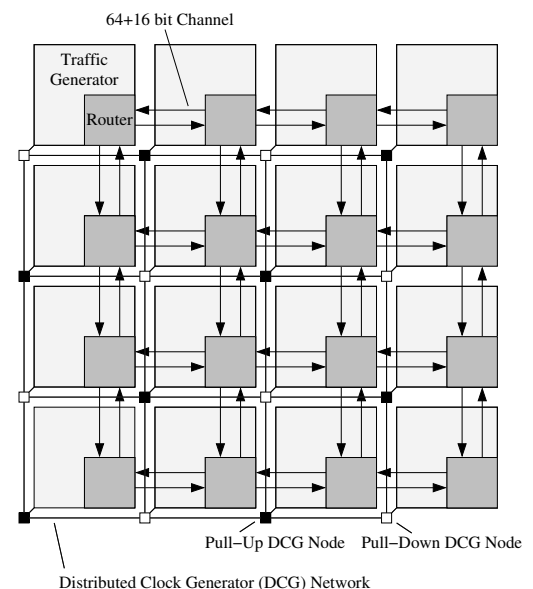 64+16 bit Channel
Traffic
Generator
Router
Pull−Up DCG Node
Pull−Down DCG Node
Distributed Clock Generator (DCG) Network